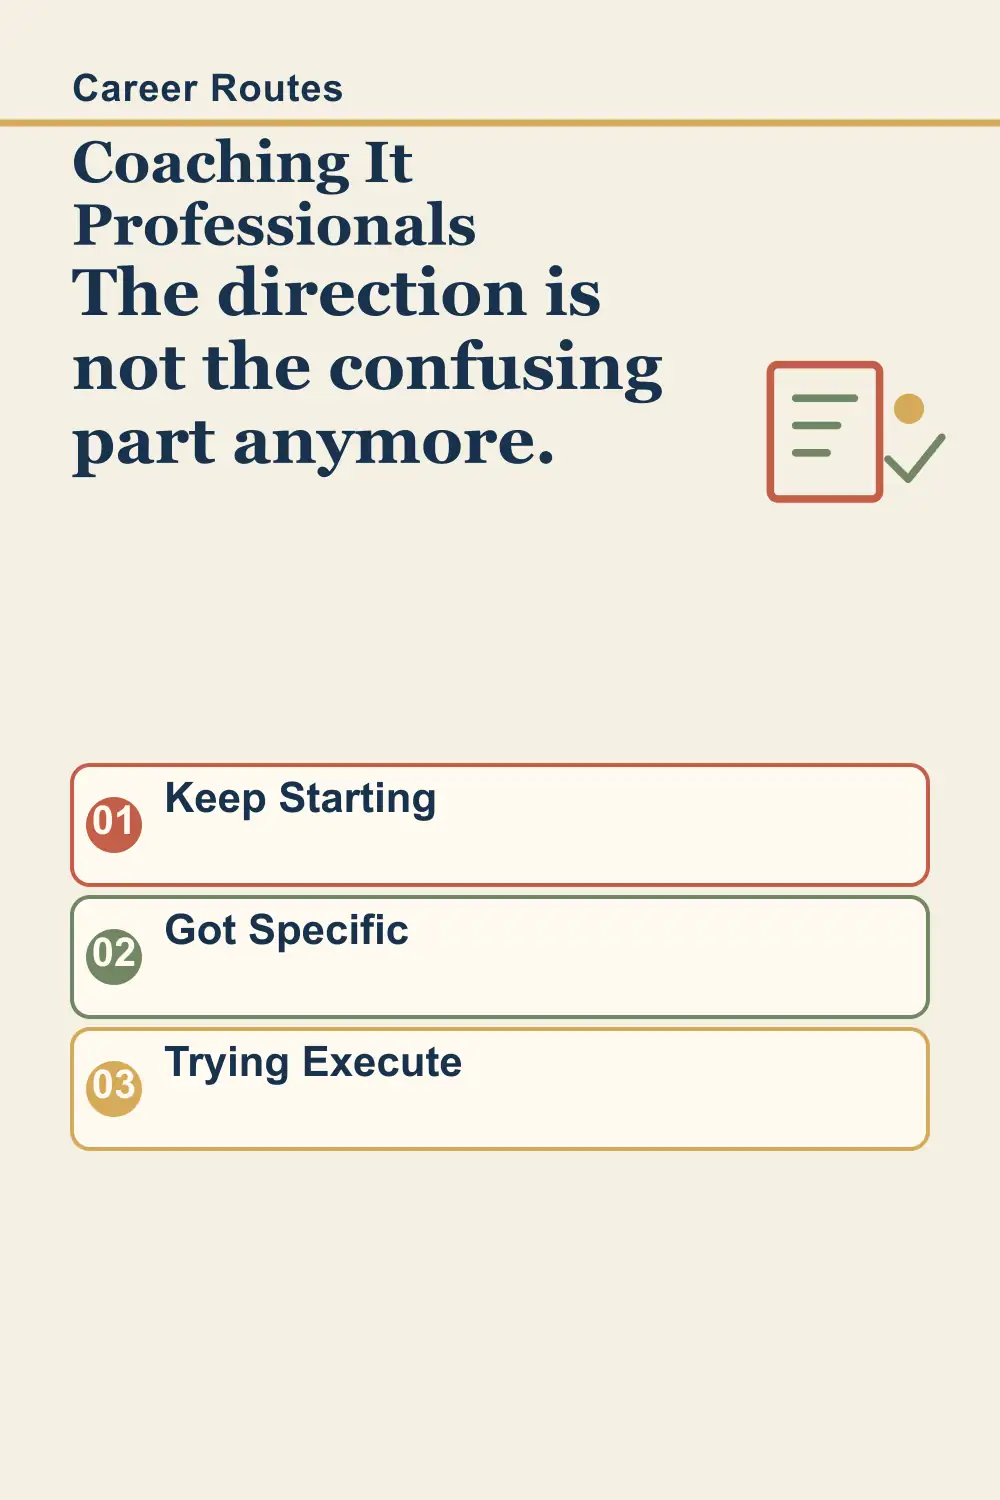 Career Routes
Coaching It
Professionals
The direction is
not the confusing
part anymore.
01
Keep Starting
02
Got Specific
03
Trying Execute